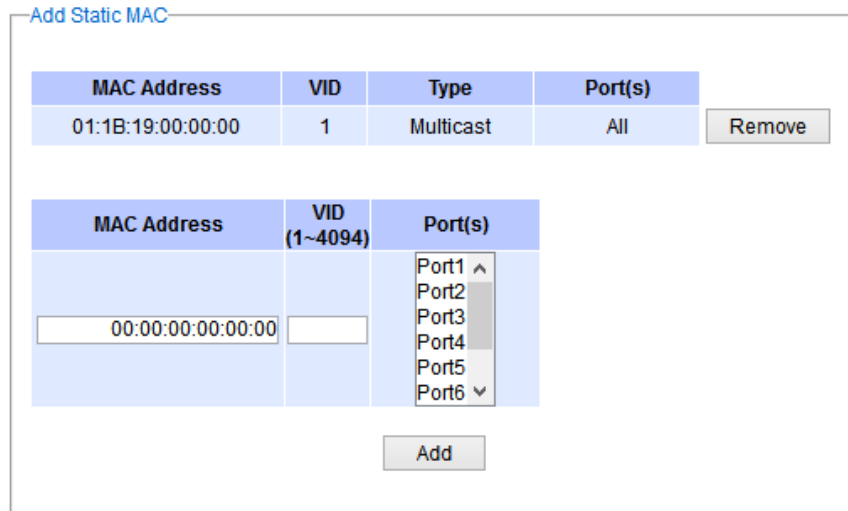 Add Static MAC
MAC Address VID Type Port(s)
01:1B:19:00:00:00 1 Multicast All Remove
MAC Address VID (1~4094) Port(s)
00:00:00:00:00:00
Port1
Port2
Port3
Port4
Port5
Port6
Add